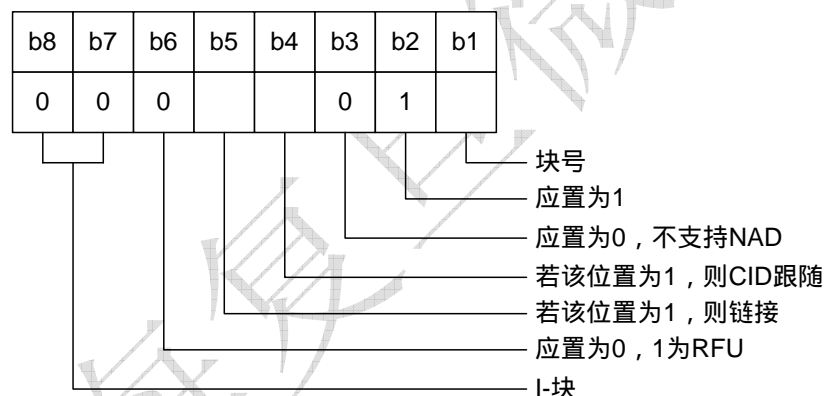 b8 b7 b6 b5 b4 b3 b2 b1
0 0 0 0 1
块号
应置为1
应置为0，不支持NAD
若该位置为1，则CID跟随
若该位置为1，则链接
应置为0，1为RFU
I-块